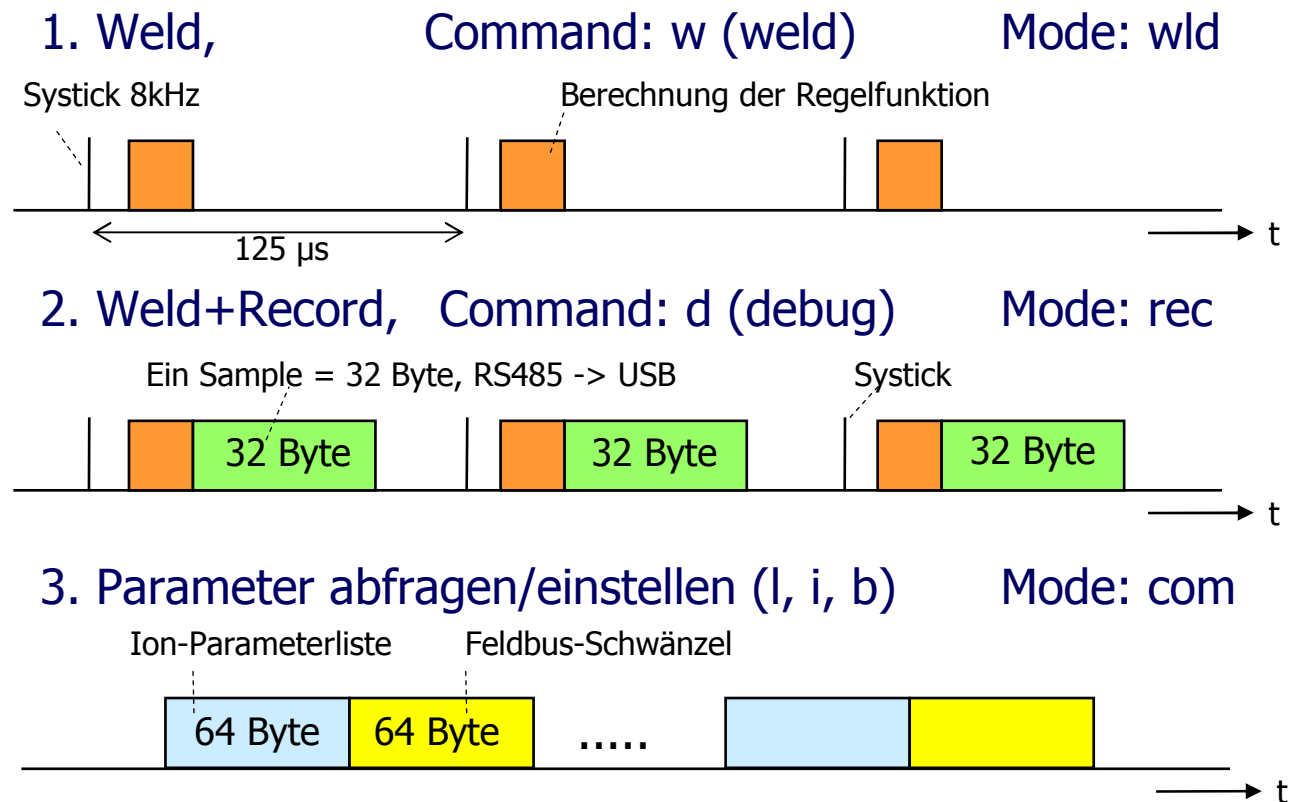 1. Weld, Command: w (weld) Mode: wld
Systick 8kHz Berechnung der Regelfunktion
125 µs
t
2. Weld+Record, Command: d (debug) Mode: rec
Ein Sample = 32 Byte, RS485 -> USB Systick
32 Byte 32 Byte 32 Byte
t
3. Parameter abfragen/einstellen (l, i, b) Mode: com
Ion-Parameterliste Feldbus-Schwänzel
64 Byte 64 Byte .....
t